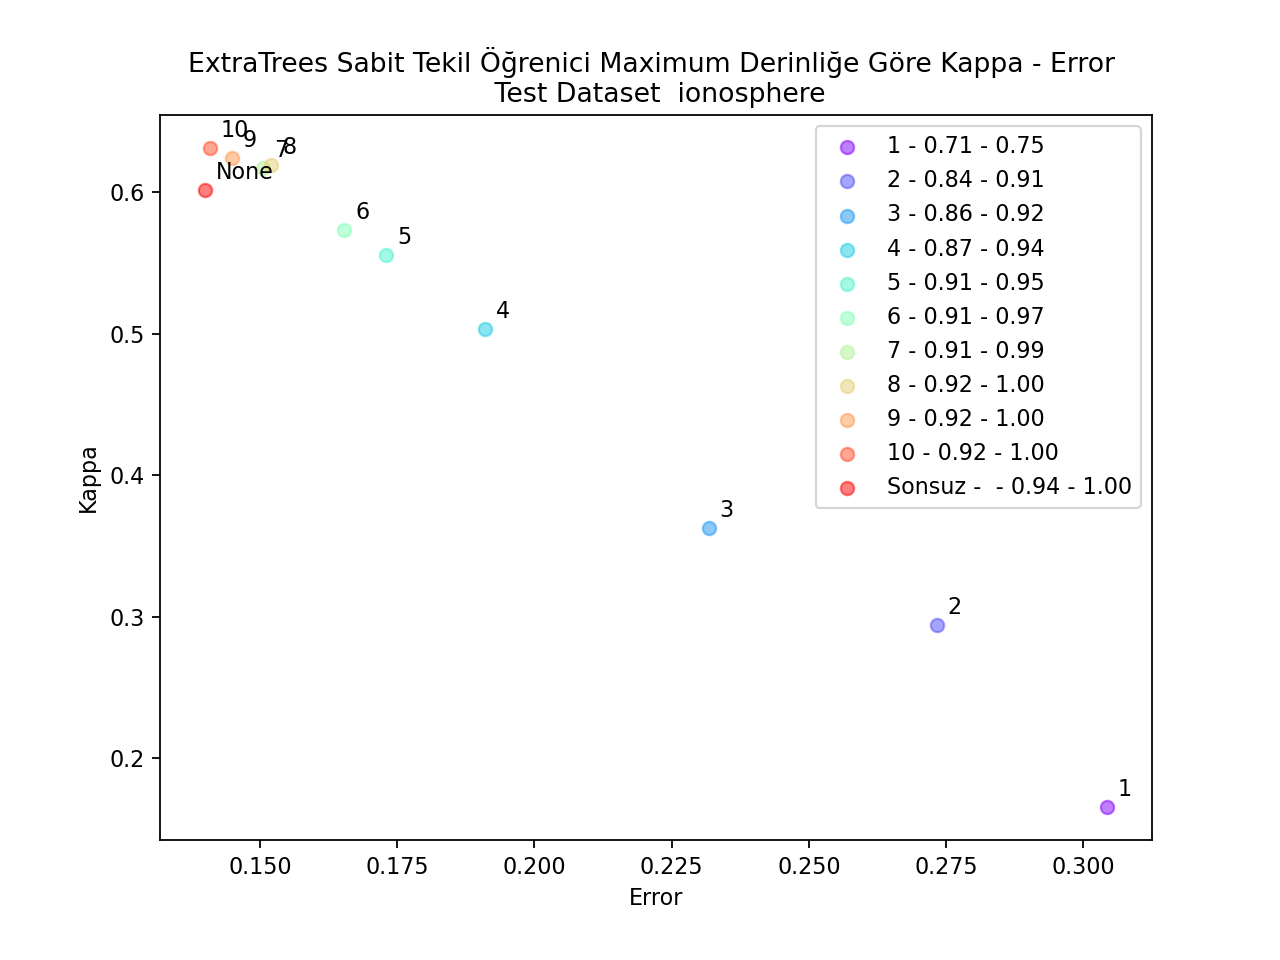 ExtraTrees Sabit Tekil Öğrenici Maximum Derinliğe Göre Kappa - Error
Test Dataset  ionosphere
10
9
7
8
None
6
5
4
3
2
1
1 - 0.71 - 0.75
2 - 0.84 - 0.91
3 - 0.86 - 0.92
4 - 0.87 - 0.94
5 - 0.91 - 0.95
6 - 0.91 - 0.97
7 - 0.91 - 0.99
8 - 0.92 - 1.00
9 - 0.92 - 1.00
10 - 0.92 - 1.00
Sonsuz -  - 0.94 - 1.00
0.6
0.5
0.4
0.3
0.2
Kappa
0.150 0.175 0.200 0.225 0.250 0.275 0.300
Error